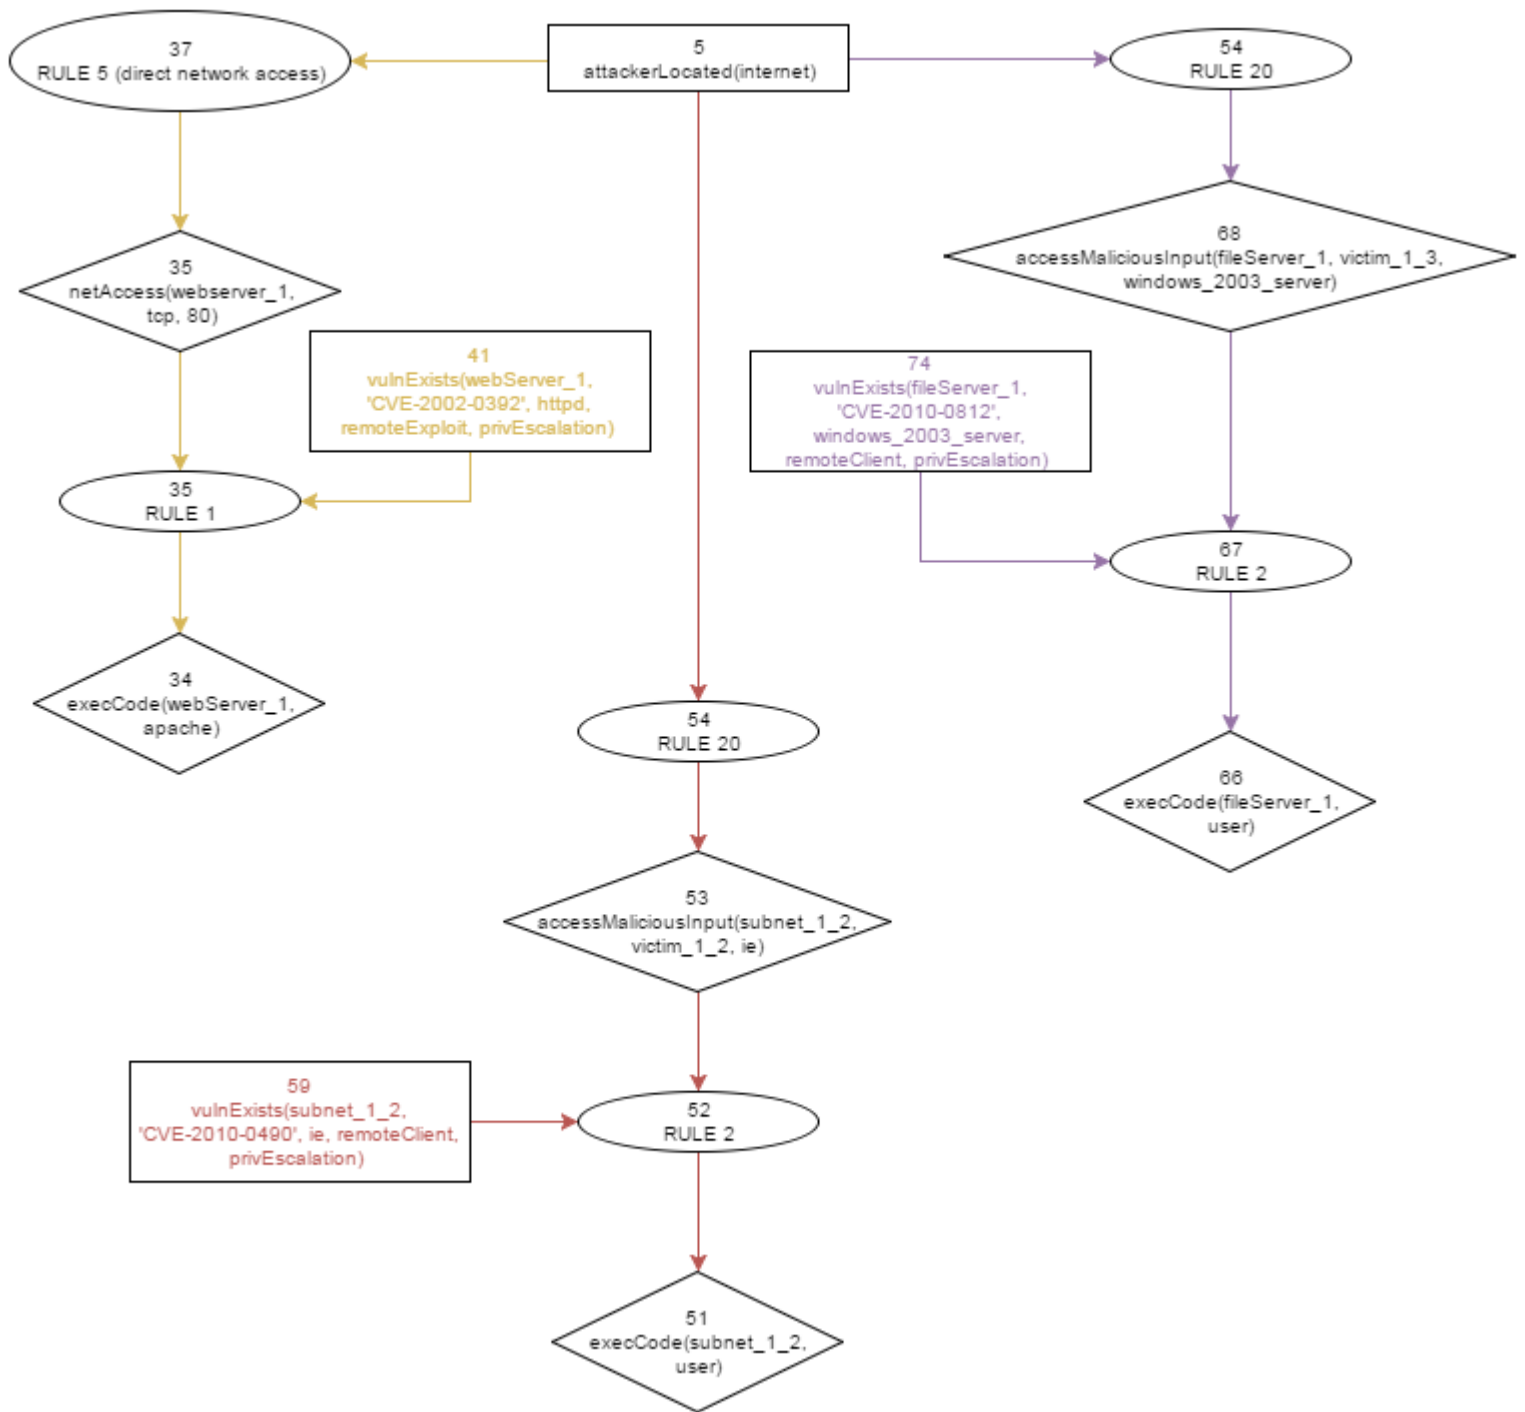 37
RULE 5 (direct network access)
5
attackerLocated(internet)
54
RULE 20
35
netAccess(webserver_1,
tcp, 80)
68
accessMaliciousInput(fileServer_1, victim_1_3,
windows_2003_server)
41
vulnExists(webServer_1,
'CVE-2002-0392', httpd,
remoteExploit, privEscalation)
74
vulnExists(fileServer_1,
'CVE-2010-0812',
windows_2003_server,
remoteClient, privEscalation)
35
RULE 1
67
RULE 2
34
execCode(webServer_1,
apache)
54
RULE 20
66
execCode(fileServer_1,
user)
53
accessMaliciousInput(subnet_1_2,
victim_1_2, ie)
59
vulnExists(subnet_1_2,
'CVE-2010-0490', ie, remoteClient,
privEscalation)
52
RULE 2
51
execCode(subnet_1_2,
user)